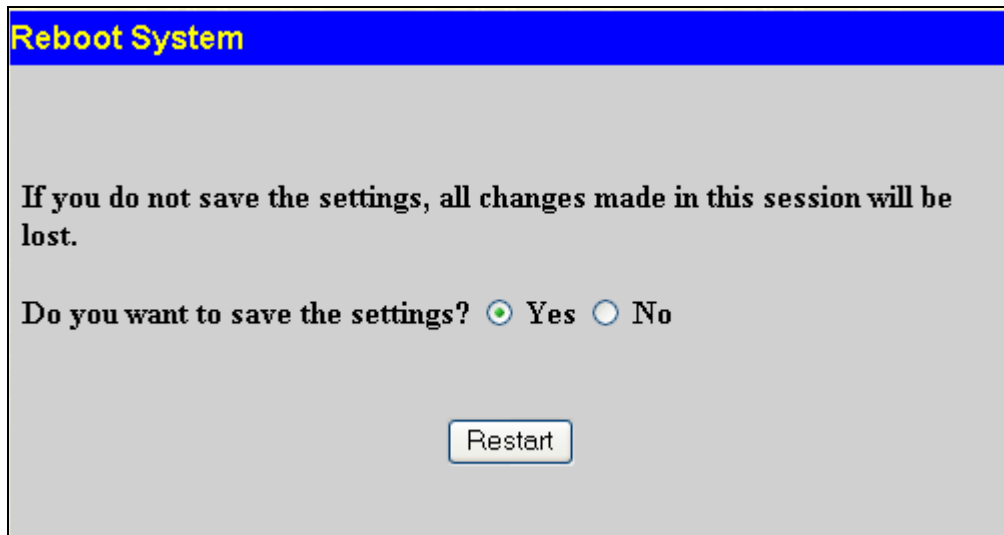 Reboot System
If you do not save the settings, all changes made in this session will be
lost.
Do you want to save the settings? Yes No
Restart